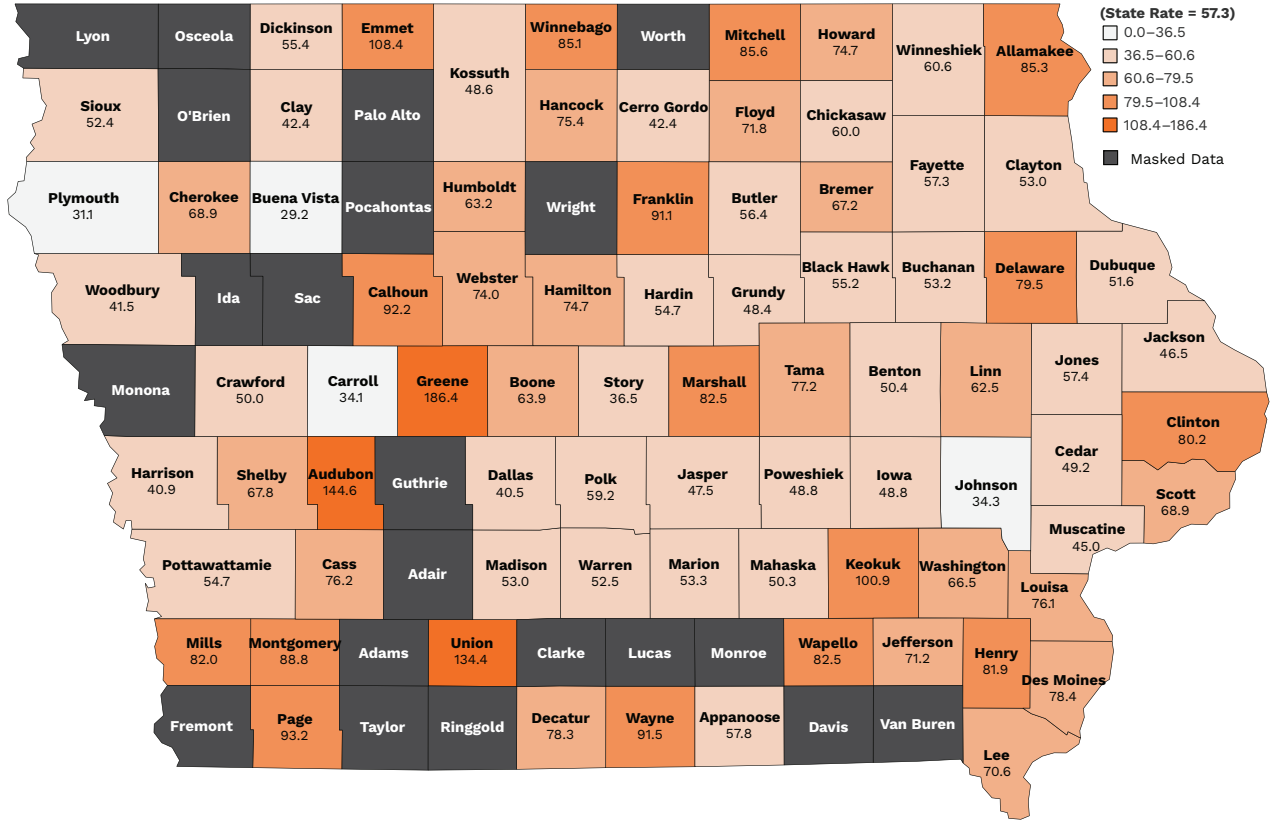 (State Rate = 57.3)
0.0–36.5
36.5–60.6
60.6–79.5
79.5–108.4
108.4–186.4
Masked Data
Lyon
Osceola
Dickinson
55.4
Emmet
108.4
Kossuth
48.6
Winnebago
85.1
Worth
Mitchell
85.6
Howard
74.7
Winneshiek
60.6
Allamakee
85.3
Sioux
52.4
O'Brien
Clay
42.4
Palo Alto
Hancock
75.4
Cerro Gordo
42.4
Floyd
71.8
Chickasaw
60.0
Fayette
57.3
Clayton
53.0
Plymouth
31.1
Cherokee
68.9
Buena Vista
29.2
Pocahontas
Humboldt
63.2
Wright
Franklin
91.1
Butler
56.4
Bremer
67.2
Woodbury
41.5
Ida
Sac
Calhoun
92.2
Webster
74.0
Hamilton
74.7
Hardin
54.7
Grundy
48.4
Black Hawk
55.2
Buchanan
53.2
Delaware
79.5
Dubuque
51.6
Monona
Crawford
50.0
Carroll
34.1
Greene
186.4
Boone
63.9
Story
36.5
Marshall
82.5
Tama
77.2
Benton
50.4
Linn
62.5
Jones
57.4
Jackson
46.5
Clinton
80.2
Harrison
40.9
Shelby
67.8
Audubon
144.6
Guthrie
Dallas
40.5
Polk
59.2
Jasper
47.5
Poweshiek
48.8
Iowa
48.8
Johnson
34.3
Cedar
49.2
Scott
68.9
Muscatine
45.0
Pottawattamie
54.7
Cass
76.2
Adair
Madison
53.0
Warren
52.5
Marion
53.3
Mahaska
50.3
Keokuk
100.9
Washington
66.5
Louisa
76.1
Mills
82.0
Montgomery
88.8
Adams
Union
134.4
Clarke
Lucas
Monroe
Wapello
82.5
Jefferson
71.2
Henry
81.9
Des Moines
78.4
Fremont
Page
93.2
Taylor
Ringgold
Decatur
78.3
Wayne
91.5
Appanoose
57.8
Davis
Van Buren
Lee
70.6